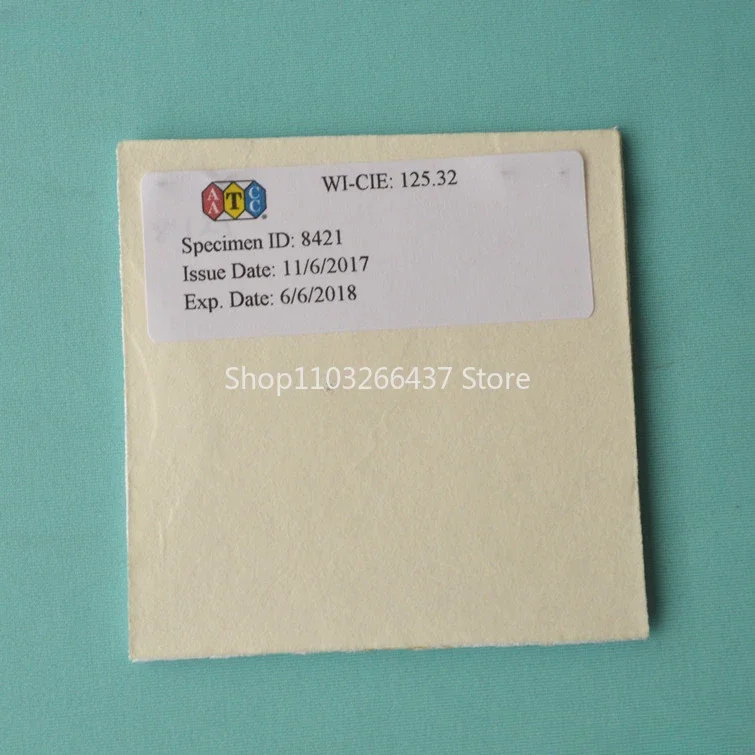 WI-CIE: 125.32
AATCC®
Specimen ID: 8421
Issue Date: 11/6/2017
Exp. Date: 6/6/2018
Shop1103266437 Store